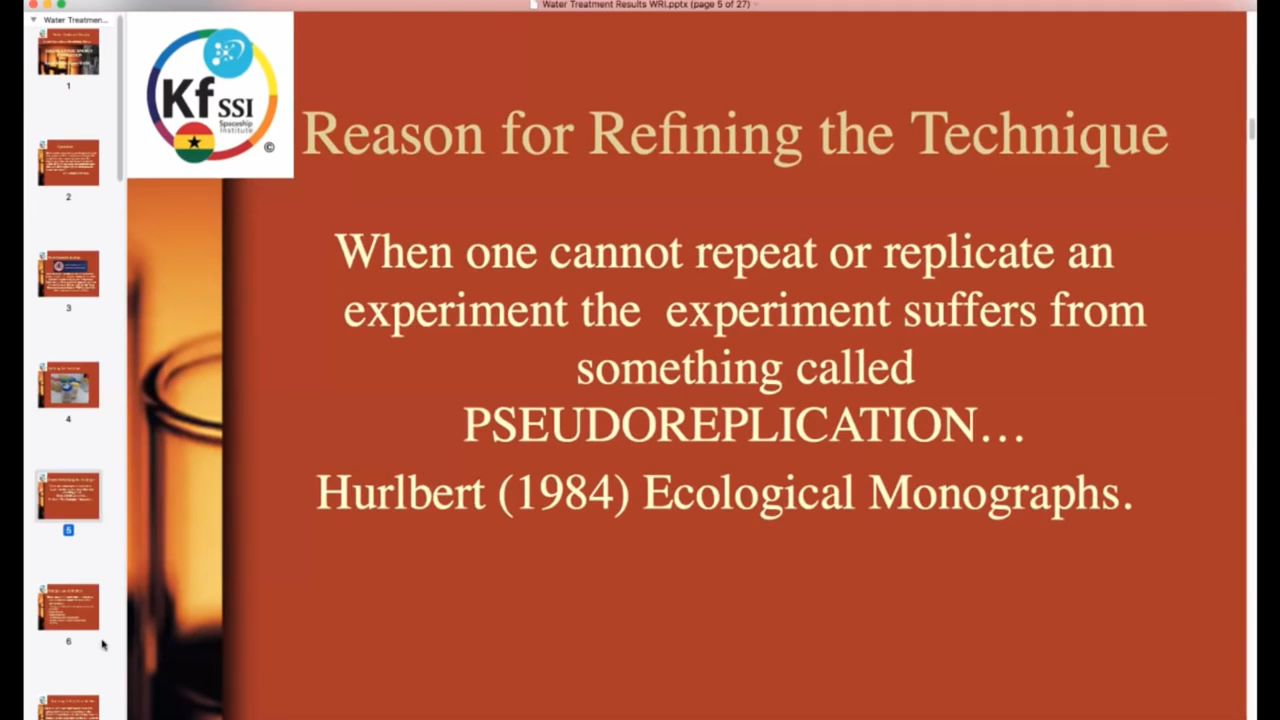 Water Treatment Results WRI.pptx (page 5 of 27)
Water Treatmen...
1
2
3
4
5
6
Kf SSI
Spaceship
Institute
©
Reason for Refining the Technique
When one cannot repeat or replicate an
experiment the experiment suffers from
something called
PSEUDOREPLICATION…
Hurlbert (1984) Ecological Monographs.